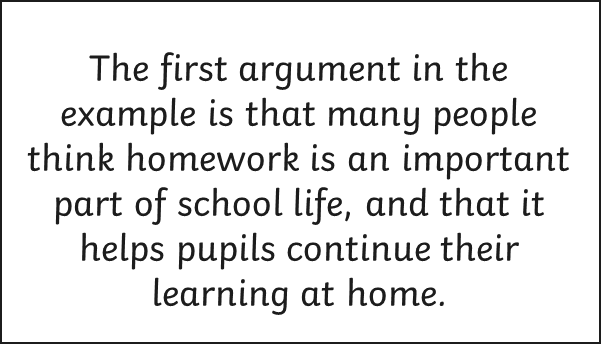 The first argument in the
example is that many people
think homework is an important
part of school life, and that it
helps pupils continue their
learning at home.